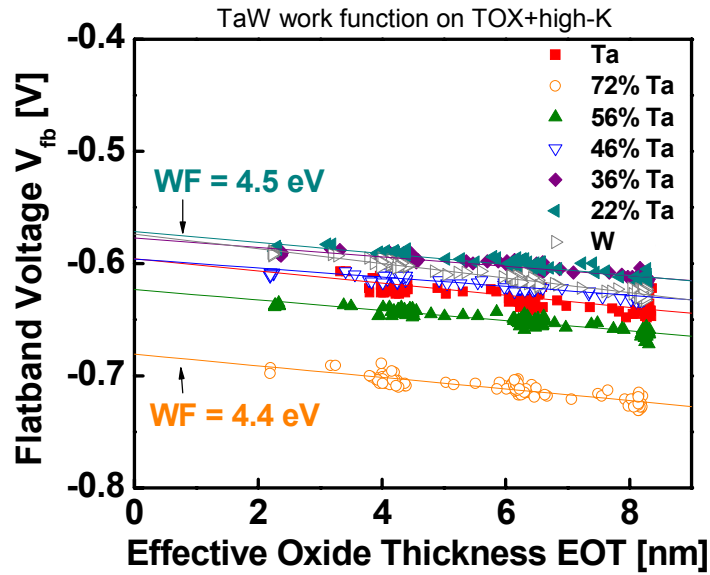 TaW work function on TOX+high-K
Flatband Voltage Vfb [V]
-0.4
-0.5
-0.6
-0.7
-0.8
Ta
72% Ta
56% Ta
46% Ta
36% Ta
22% Ta
W
WF = 4.5 eV
WF = 4.4 eV
0
2
4
6
8
Effective Oxide Thickness EOT [nm]